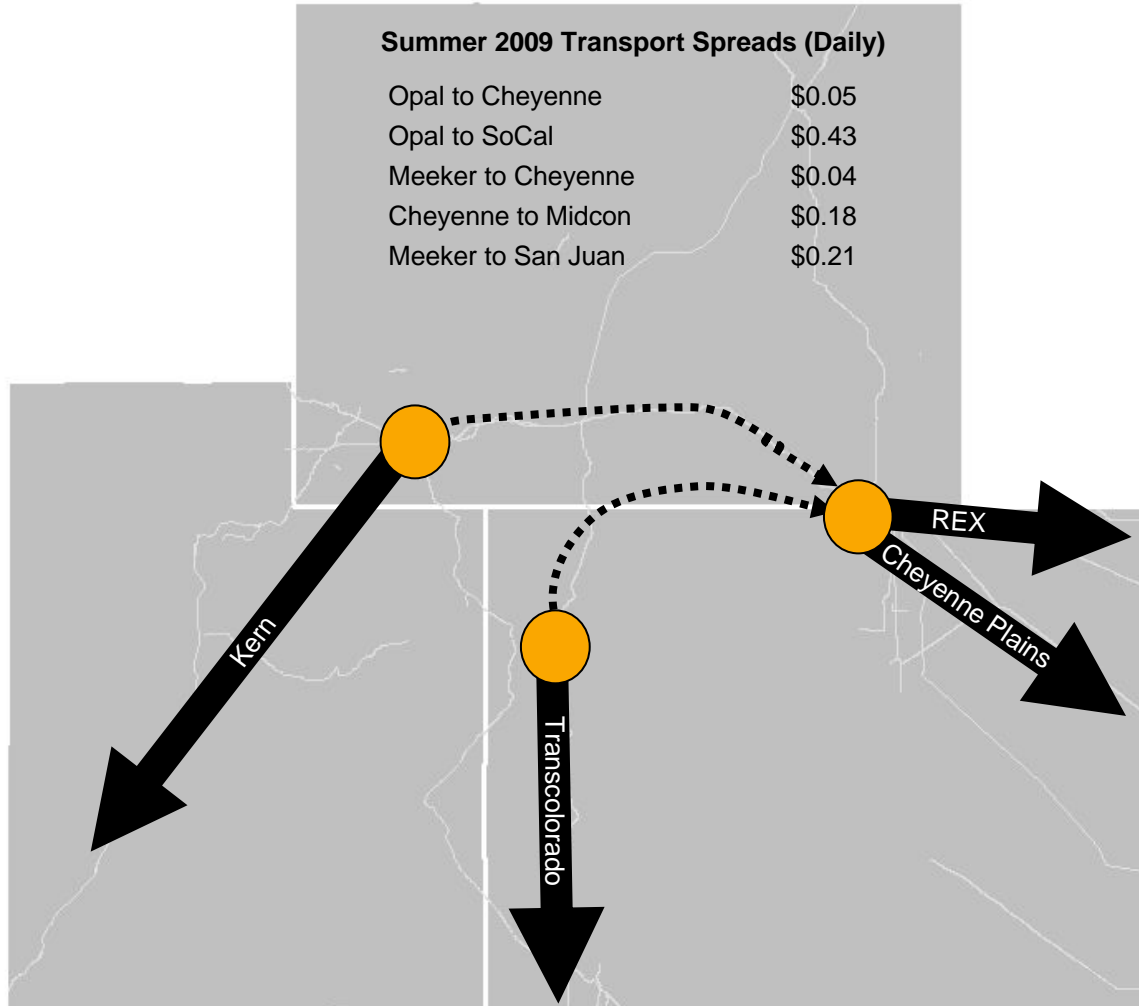 Summer 2009 Transport Spreads (Daily)
Opal to Cheyenne $0.05
Opal to SoCal $0.43
Meeker to Cheyenne $0.04
Cheyenne to Midcon $0.18
Meeker to San Juan $0.21
REX
Cheyenne Plains
Kern
Transcolorado